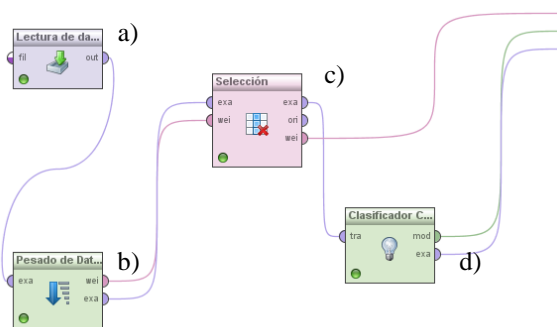 a)
Lectura de da...
fil out
c)
Selección
exa exa
wei ori
wei
Clasificador C...
tra mod
exa
d)
b)
Pesado de Dat...
exa wei
exa